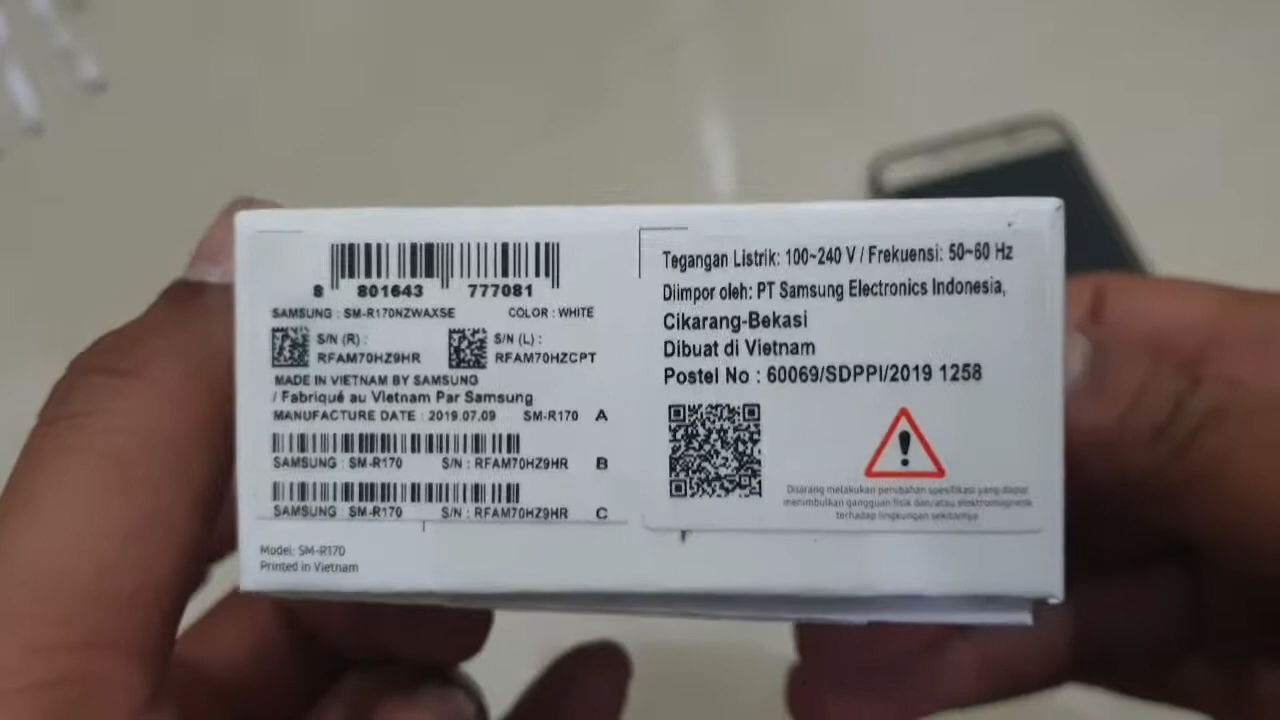 8 801643 777081
SAMSUNG : SM-R170NZWAXSE COLOR : WHITE
S/N (R) : S/N (L) :
RFAM70HZ9HR RFAM70HZCPT
MADE IN VIETNAM BY SAMSUNG
/ Fabriqué au Vietnam Par Samsung
MANUFACTURE DATE : 2019.07.09 SM-R170 A
SAMSUNG : SM-R170 S/N : RFAM70HZ9HR B
SAMSUNG : SM-R170 S/N : RFAM70HZ9HR C
Model: SM-R170
Printed in Vietnam
Tegangan Listrik: 100~240 V / Frekuensi: 50~60 Hz
Diimpor oleh: PT Samsung Electronics Indonesia,
Cikarang-Bekasi
Dibuat di Vietnam
Postel No : 60069/SDPPI/2019 1258
Dilarang melakukan perubahan spesifikasi yang dapat
menimbulkan gangguan fisik dan/atau elektromagnetik
terhadap lingkungan sekitarnya